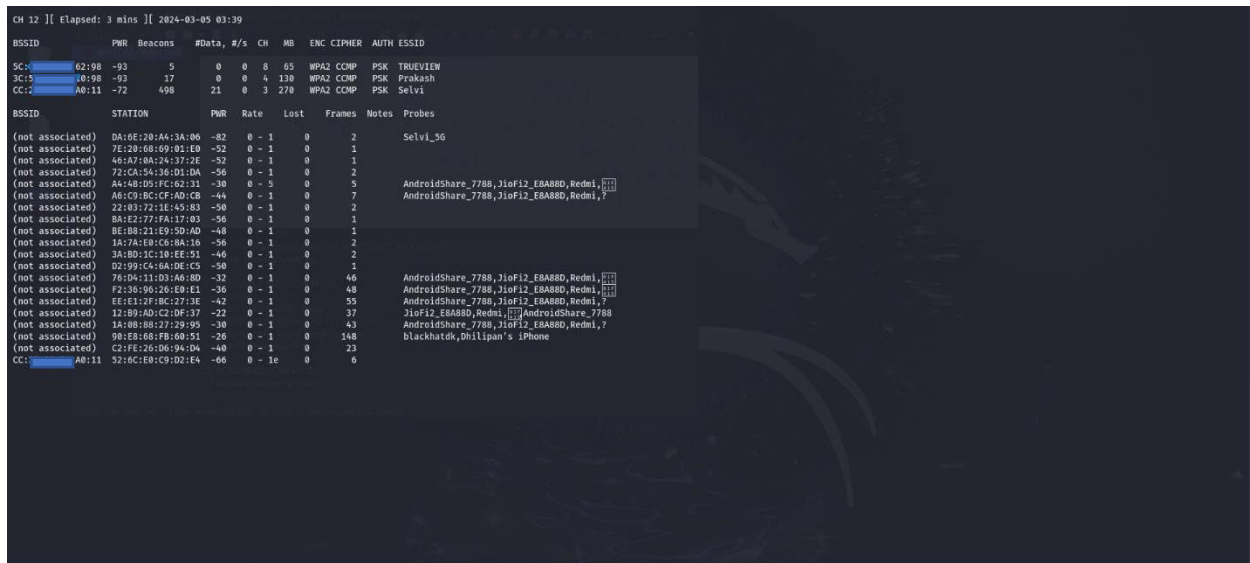 CH 12 ][ Elapsed: 3 mins ][ 2024-03-05 03:39
BSSID PWR Beacons #Data, #/s CH MB ENC CIPHER AUTH ESSID
5C: 62:98 -93 5 0 0 8 65 WPA2 CCMP PSK TRUEVIEW
3C:5 0:98 -93 17 0 0 4 130 WPA2 CCMP PSK Prakash
CC:2 A0:11 -72 498 21 0 3 270 WPA2 CCMP PSK Selvi
BSSID STATION PWR Rate Lost Frames Notes Probes
(not associated) DA:6E:20:A4:3A:06 -82 0 - 1 0 2 Selvi_5G
(not associated) 7E:20:68:69:01:E0 -52 0 - 1 0 1
(not associated) 46:A7:0A:24:37:2E -52 0 - 1 0 1
(not associated) 72:CA:54:36:D1:DA -56 0 - 1 0 2
(not associated) A4:4B:D5:FC:62:31 -30 0 - 5 0 5 AndroidShare_7788,JioFi2_E8A88D,Redmi,
(not associated) A6:C9:BC:CF:AD:CB -44 0 - 1 0 7 AndroidShare_7788,JioFi2_E8A88D,Redmi,?
(not associated) 22:03:72:1E:45:83 -50 0 - 1 0 2
(not associated) BA:E2:77:FA:17:03 -56 0 - 1 0 1
(not associated) BE:B8:21:E9:5D:AD -48 0 - 1 0 1
(not associated) 1A:7A:E0:C6:8A:16 -56 0 - 1 0 2
(not associated) 3A:BD:1C:10:EE:51 -46 0 - 1 0 2
(not associated) D2:99:C4:6A:DE:C5 -50 0 - 1 0 1
(not associated) 76:D4:11:D3:A6:8D -32 0 - 1 0 46 AndroidShare_7788,JioFi2_E8A88D,Redmi,
(not associated) F2:36:96:26:E0:E1 -36 0 - 1 0 48 AndroidShare_7788,JioFi2_E8A88D,Redmi,
(not associated) EE:E1:2F:BC:27:3E -42 0 - 1 0 55 AndroidShare_7788,JioFi2_E8A88D,Redmi,?
(not associated) 12:B9:AD:C2:DF:37 -22 0 - 1 0 37 JioFi2_E8A88D,Redmi,AndroidShare_7788
(not associated) 1A:0B:88:27:29:95 -30 0 - 1 0 43 AndroidShare_7788,JioFi2_E8A88D,Redmi,?
(not associated) 90:E8:68:FB:60:51 -26 0 - 1 0 148 blackhatdk,Dhilipan's iPhone
(not associated) C2:FE:26:D6:94:D4 -40 0 - 1 0 23
CC: A0:11 52:6C:E0:C9:D2:E4 -66 0 - 1e 0 6